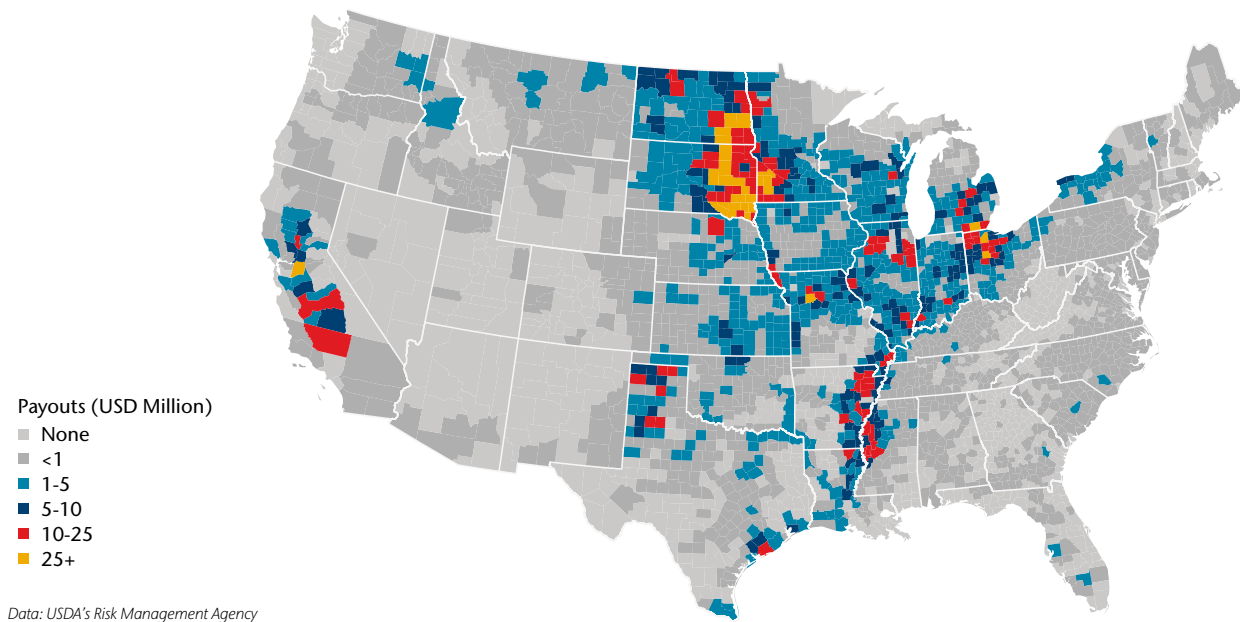 Payouts (USD Million)
None
<1
1-5
5-10
10-25
25+
Data: USDA's Risk Management Agency